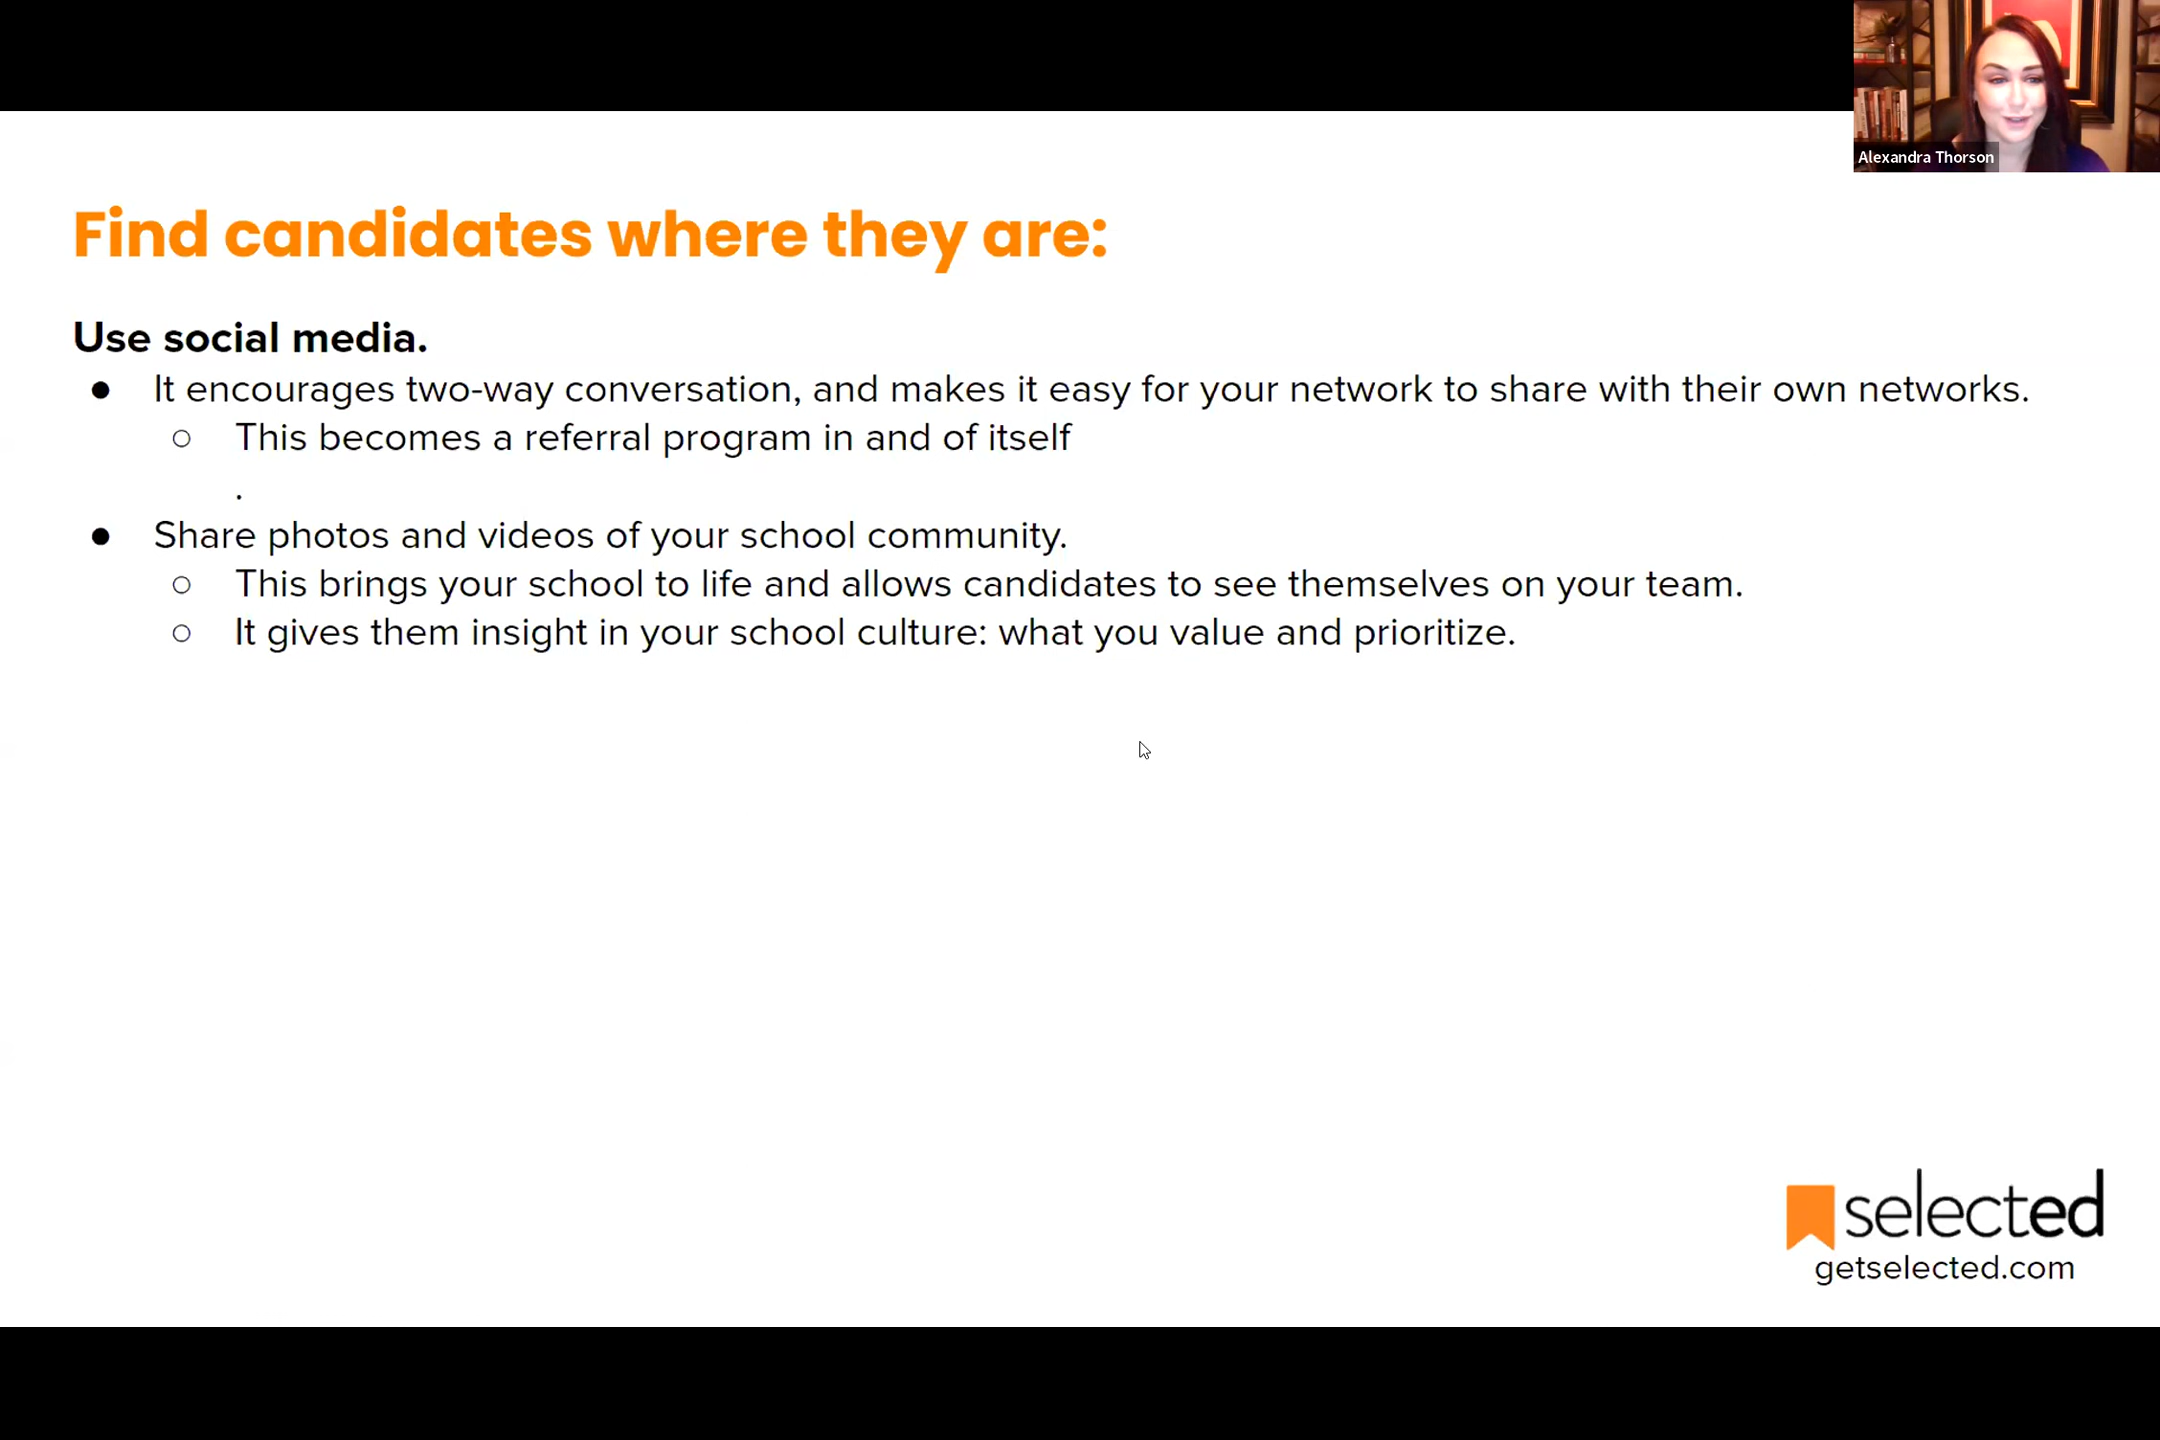 Alexandra Thorson
Find candidates where they are:
Use social media.
● It encourages two-way conversation, and makes it easy for your network to share with their own networks.
○ This becomes a referral program in and of itself
.
● Share photos and videos of your school community.
○ This brings your school to life and allows candidates to see themselves on your team.
○ It gives them insight in your school culture: what you value and prioritize.
selected
getselected.com